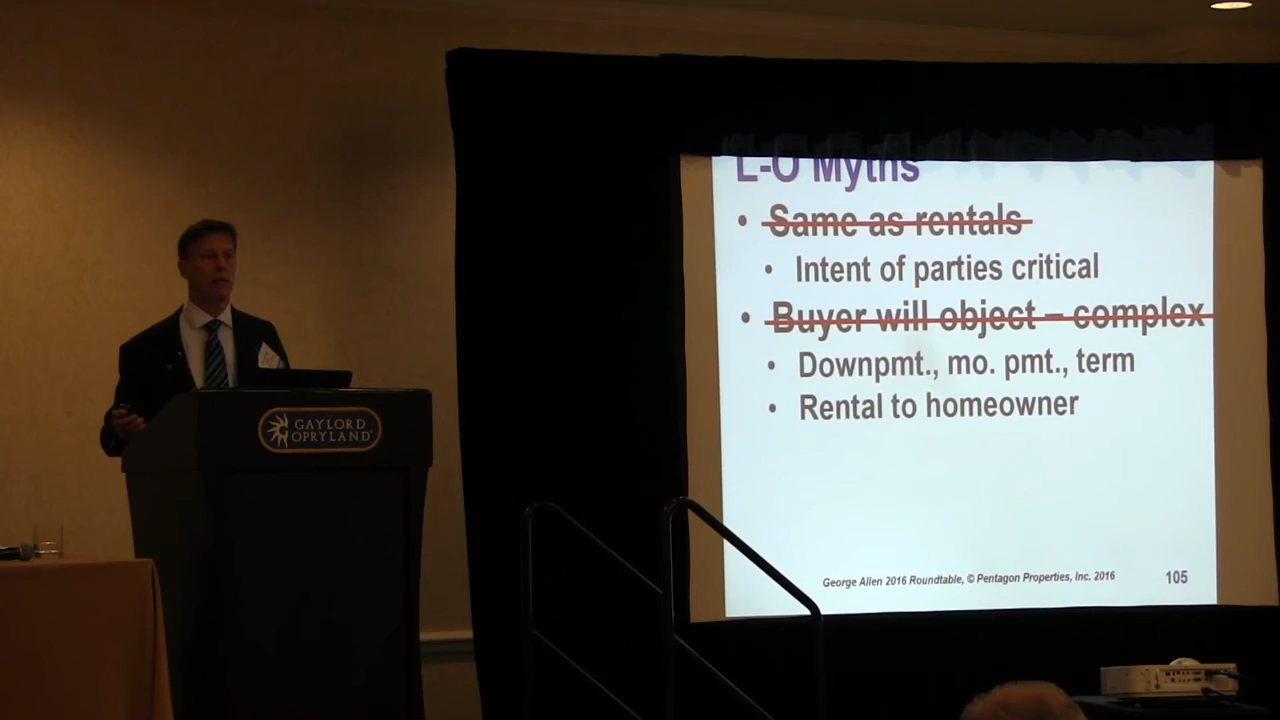 L-O Myths
• Same as rentals
• Intent of parties critical
• Buyer will object – complex
• Downpmt., mo. pmt., term
• Rental to homeowner
George Allen 2016 Roundtable, © Pentagon Properties, Inc. 2016
105
GAYLORD
OPRYLAND